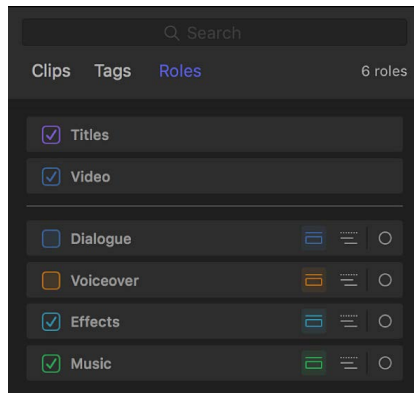 Search
Clips Tags Roles 6 roles
Titles
Video
Dialogue
Voiceover
Effects
Music